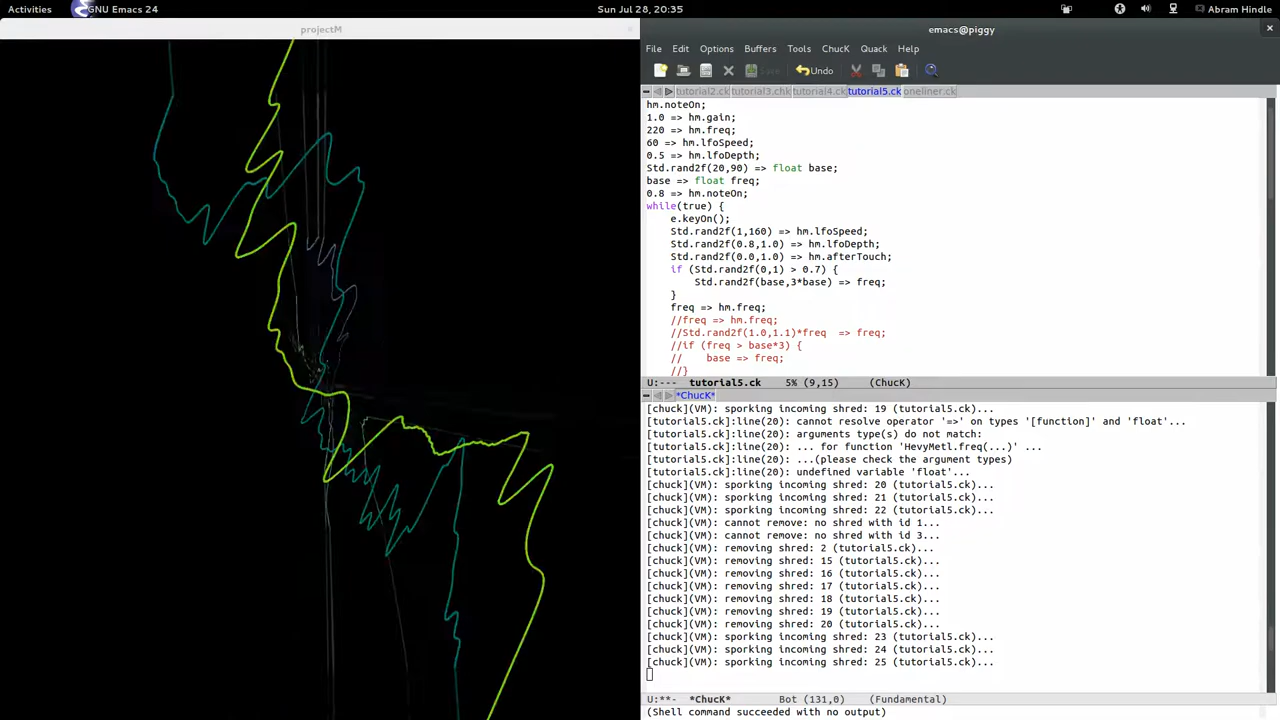 Activities GNU Emacs 24 Sun Jul 28, 20:35 Abram Hindle
projectM
emacs@piggy
File Edit Options Buffers Tools ChucK Quack Help
Save Undo
tutorial2.ck tutorial3.chk tutorial4.ck tutorial5.ck oneliner.ck
hm.noteOn;
1.0 => hm.gain;
220 => hm.freq;
60 => hm.lfoSpeed;
0.5 => hm.lfoDepth;
Std.rand2f(20,90) => float base;
base => float freq;
0.8 => hm.noteOn;
while(true) {
    e.keyOn();
    Std.rand2f(1,160) => hm.lfoSpeed;
    Std.rand2f(0.8,1.0) => hm.lfoDepth;
    Std.rand2f(0.0,1.0) => hm.afterTouch;
    if (Std.rand2f(0,1) > 0.7) {
        Std.rand2f(base,3*base) => freq;
    }
    freq => hm.freq;
    //freq => hm.freq;
    //Std.rand2f(1.0,1.1)*freq  => freq;
    //if (freq > base*3) {
    //    base => freq;
    //}
U:---  tutorial5.ck    5% (9,15)     (ChucK)
*ChucK*
[chuck](VM): sporking incoming shred: 19 (tutorial5.ck)...
[tutorial5.ck]:line(20): cannot resolve operator '=>' on types '[function]' and 'float'...
[tutorial5.ck]:line(20): arguments type(s) do not match:
[tutorial5.ck]:line(20): ... for function 'HevyMetl.freq(...)' ...
[tutorial5.ck]:line(20): ...(please check the argument types)
[tutorial5.ck]:line(20): undefined variable 'float'...
[chuck](VM): sporking incoming shred: 20 (tutorial5.ck)...
[chuck](VM): sporking incoming shred: 21 (tutorial5.ck)...
[chuck](VM): sporking incoming shred: 22 (tutorial5.ck)...
[chuck](VM): cannot remove: no shred with id 1...
[chuck](VM): cannot remove: no shred with id 3...
[chuck](VM): removing shred: 2 (tutorial5.ck)...
[chuck](VM): removing shred: 15 (tutorial5.ck)...
[chuck](VM): removing shred: 16 (tutorial5.ck)...
[chuck](VM): removing shred: 17 (tutorial5.ck)...
[chuck](VM): removing shred: 18 (tutorial5.ck)...
[chuck](VM): removing shred: 19 (tutorial5.ck)...
[chuck](VM): removing shred: 20 (tutorial5.ck)...
[chuck](VM): sporking incoming shred: 23 (tutorial5.ck)...
[chuck](VM): sporking incoming shred: 24 (tutorial5.ck)...
[chuck](VM): sporking incoming shred: 25 (tutorial5.ck)...
U:**-  *ChucK*        Bot (131,0)    (Fundamental)
(Shell command succeeded with no output)